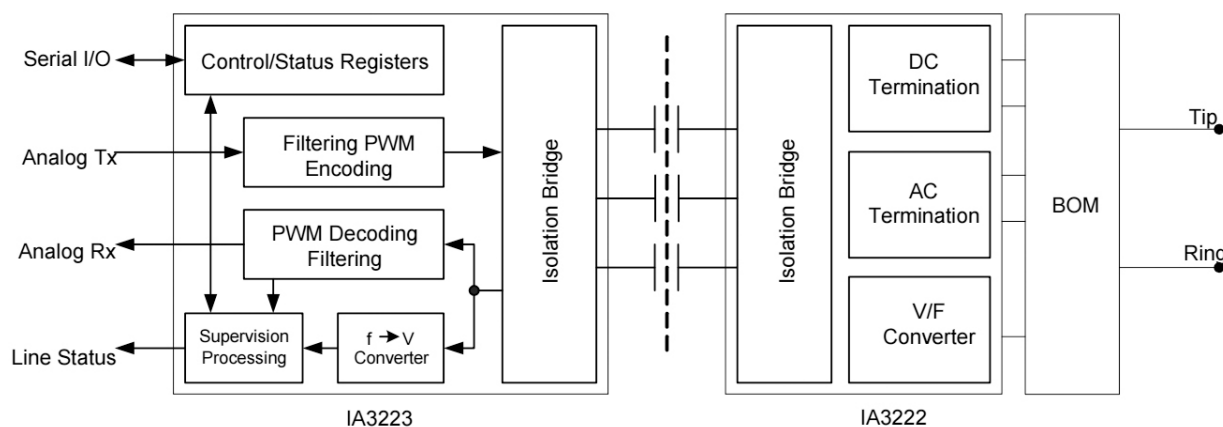 Serial I/O
Control/Status Registers
Analog Tx
Filtering PWM
Encoding
Analog Rx
PWM Decoding
Filtering
Line Status
Supervision
Processing
f → V
Converter
Isolation Bridge
IA3223
Isolation Bridge
DC
Termination
AC
Termination
V/F
Converter
IA3222
BOM
Tip
Ring